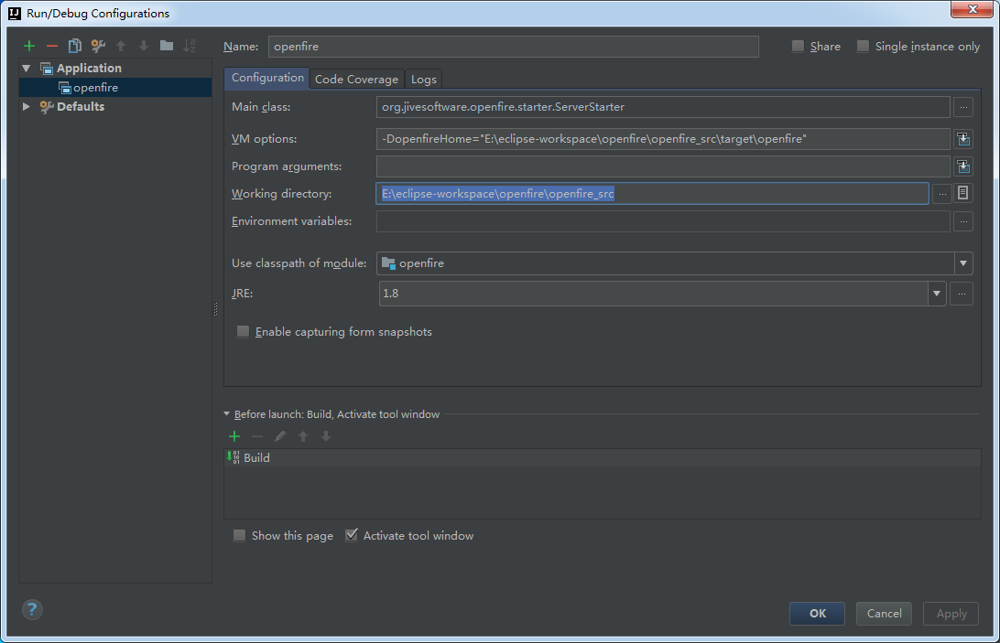 Run/Debug Configurations
Name: openfire
Share
Single instance only
Application
openfire
Defaults
Configuration
Code Coverage
Logs
Main class: org.jivesoftware.openfire.starter.ServerStarter
VM options: -DopenfireHome="E:\eclipse-workspace\openfire\openfire_src\target\openfire"
Program arguments:
Working directory: E:\eclipse-workspace\openfire\openfire_src
Environment variables:
Use classpath of module: openfire
JRE: 1.8
Enable capturing form snapshots
Before launch: Build, Activate tool window
Build
Show this page
Activate tool window
OK
Cancel
Apply